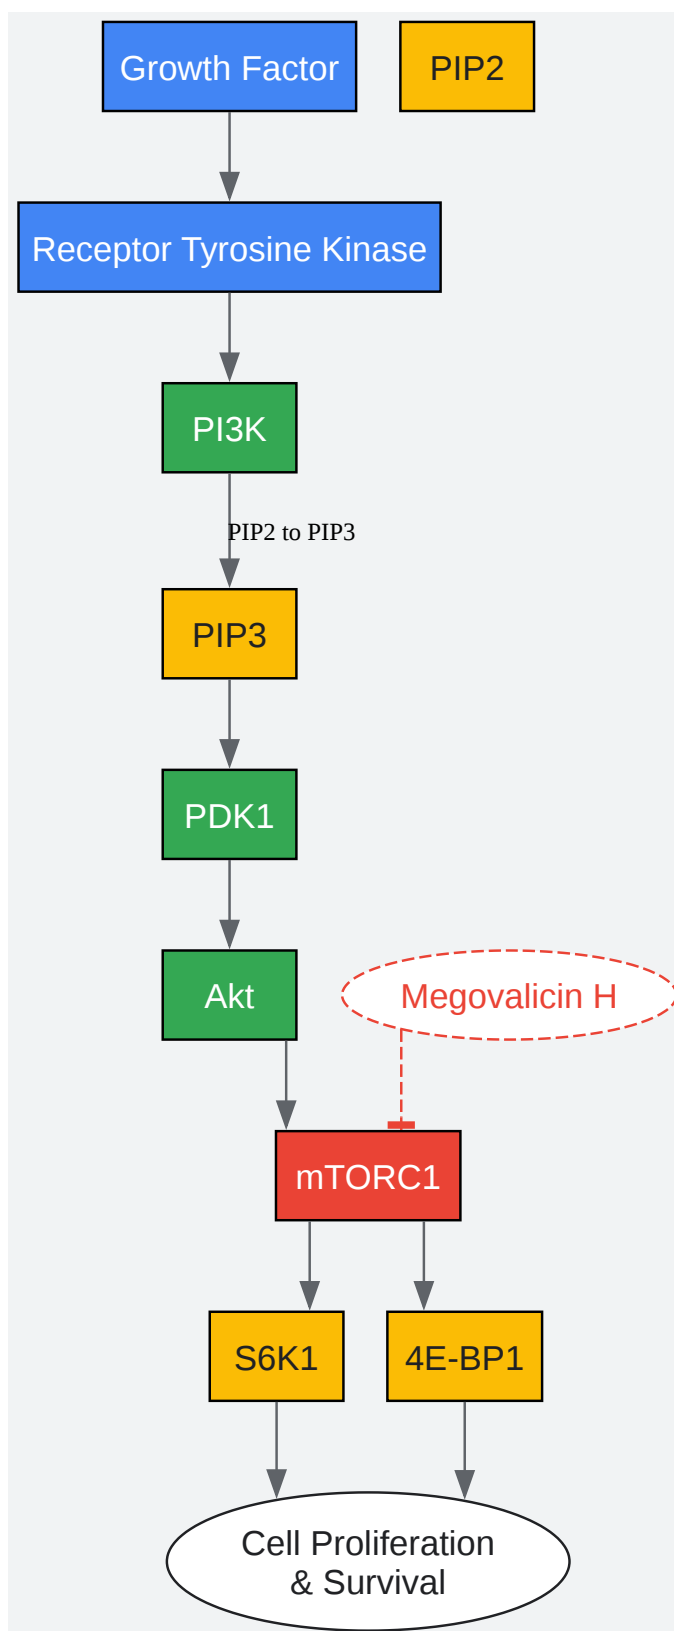 Growth Factor
PIP2
Receptor Tyrosine Kinase
PI3K
PIP2 to PIP3
PIP3
PDK1
Akt
Megovalicin H
mTORC1
S6K1
4E-BP1
Cell Proliferation
& Survival